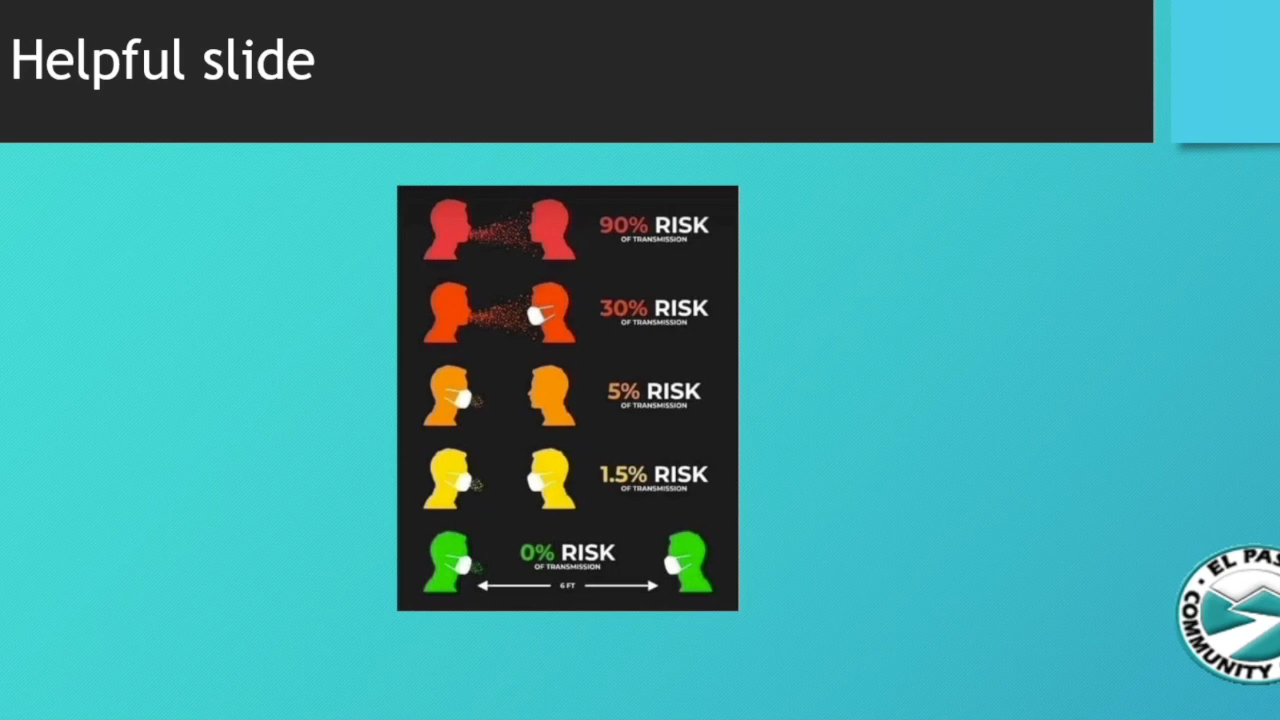 Helpful slide
90% RISK
OF TRANSMISSION
30% RISK
OF TRANSMISSION
5% RISK
OF TRANSMISSION
1.5% RISK
OF TRANSMISSION
0% RISK
OF TRANSMISSION
6 FT
EL PAS
COMMUNITY